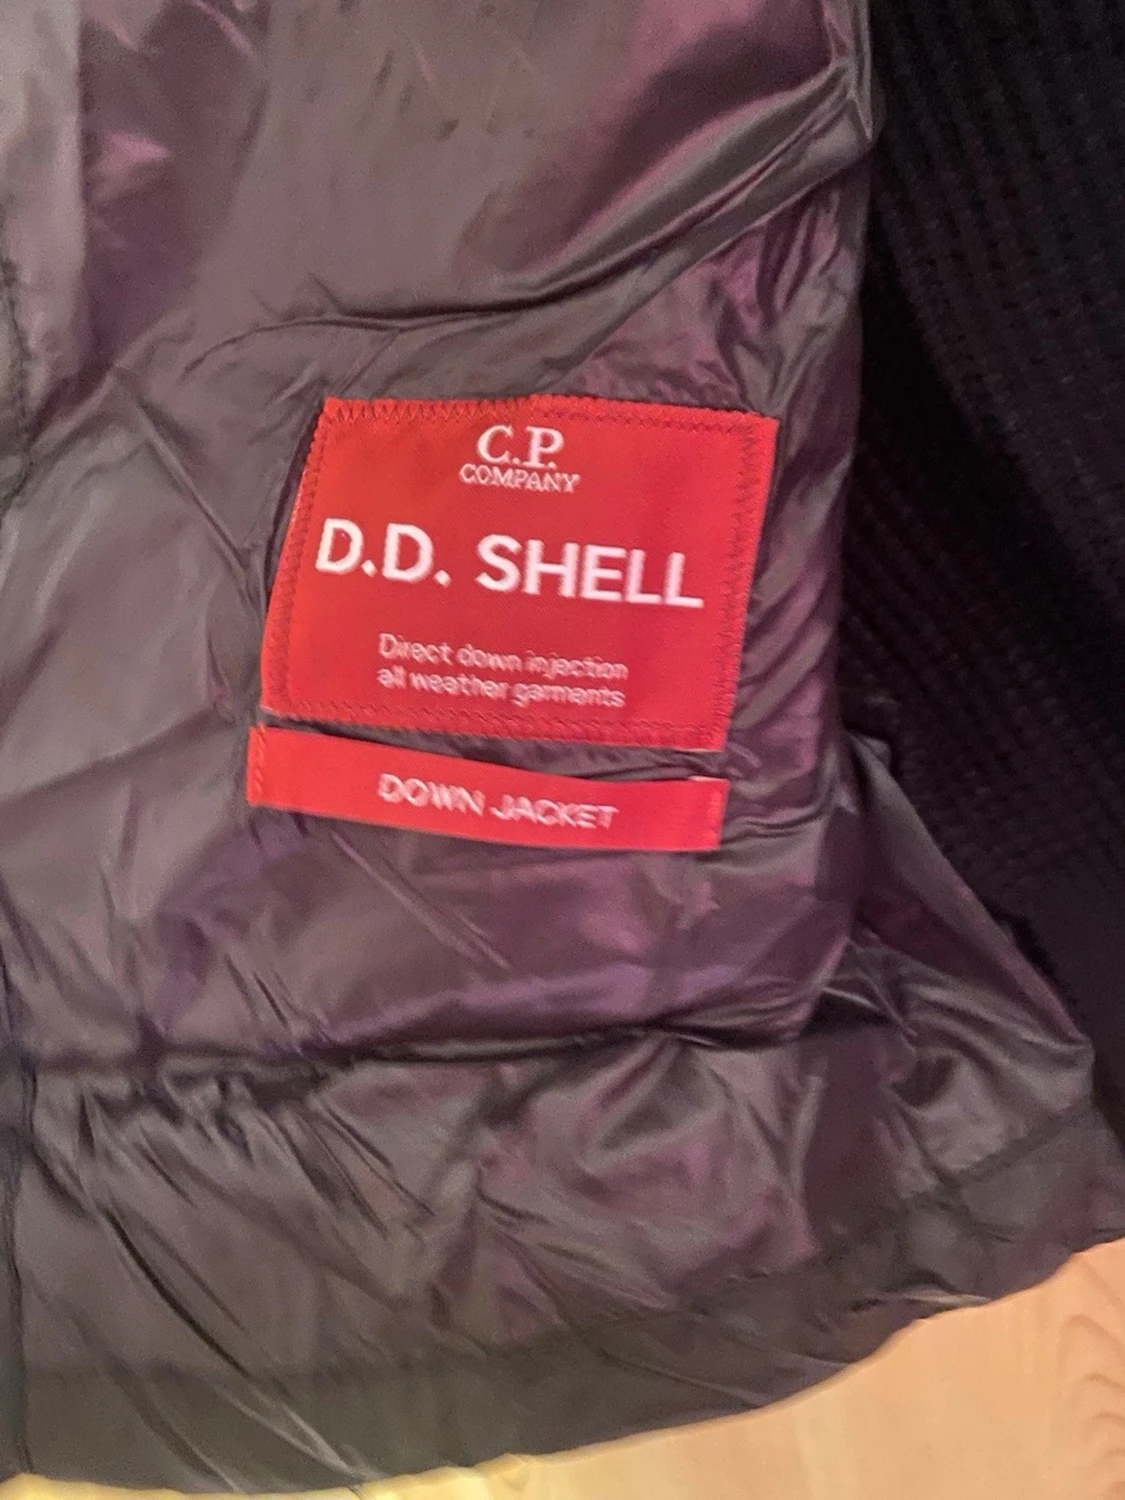 C.P.
COMPANY
D.D. SHELL
Direct down injection
all weather garments
DOWN JACKET